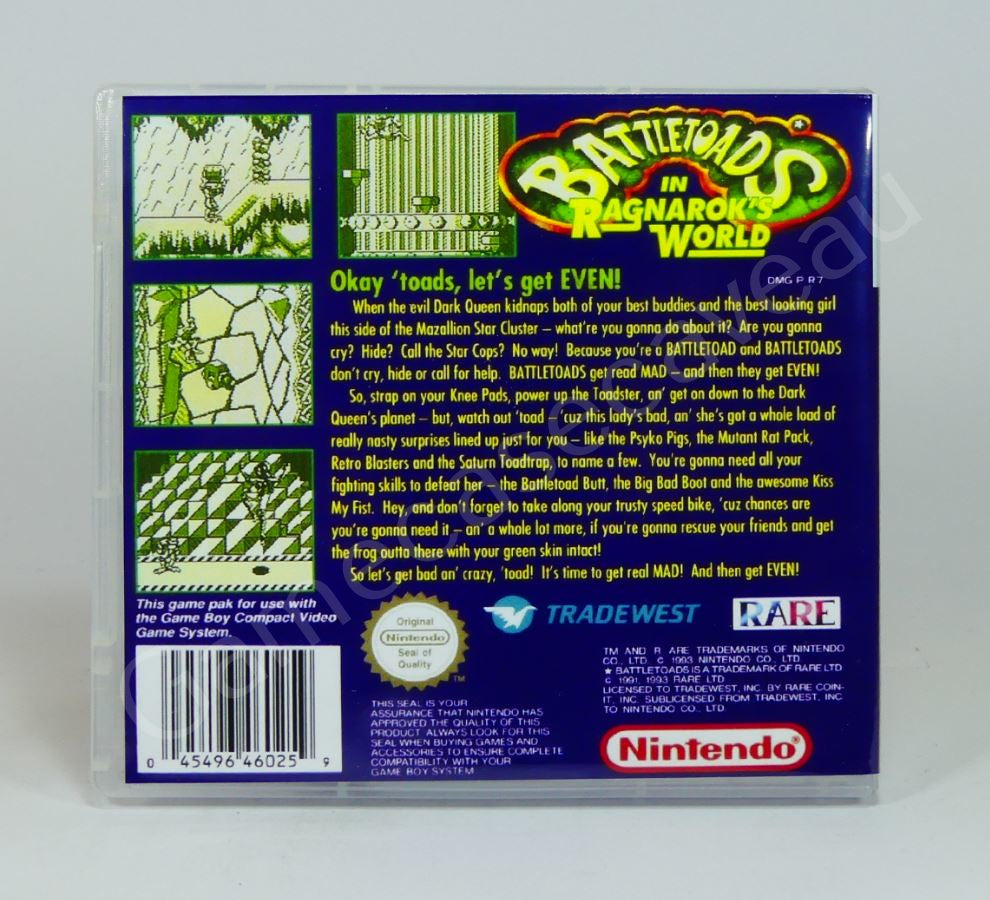 BATTLETOADS
IN
RAGNAROK'S
WORLD
DMG P R7
Okay 'toads, let's get EVEN!
When the evil Dark Queen kidnaps both of your best buddies and the best looking girl
this side of the Mazallion Star Cluster – what're you gonna do about it? Are you gonna
cry? Hide? Call the Star Cops? No way! Because you're a BATTLETOAD and BATTLETOADS
don't cry, hide or call for help. BATTLETOADS get read MAD – and then they get EVEN!
So, strap on your Knee Pads, power up the Toadster, an' get on down to the Dark
Queen's planet – but, watch out 'toad – 'cuz this lady's bad, an' she's got a whole load of
really nasty surprises lined up just for you – like the Psyko Pigs, the Mutant Rat Pack,
Retro Blasters and the Saturn Toadtrap, to name a few. You're gonna need all your
fighting skills to defeat her – the Battletoad Butt, the Big Bad Boot and the awesome Kiss
My Fist. Hey, and don't forget to take along your trusty speed bike, 'cuz chances are
you're gonna need it – an' a whole lot more, if you're gonna rescue your friends and get
the frog outta there with your green skin intact!
So let's get bad an' crazy, 'toad! It's time to get real MAD! And then get EVEN!
This game pak for use with
the Game Boy Compact Video
Game System.
Original
Nintendo
Seal of
Quality
TM
TRADEWEST
RARE
THIS SEAL IS YOUR
ASSURANCE THAT NINTENDO HAS
APPROVED THE QUALITY OF THIS
PRODUCT. ALWAYS LOOK FOR THIS
SEAL WHEN BUYING GAMES AND
ACCESSORIES TO ENSURE COMPLETE
COMPATIBILITY WITH YOUR
GAME BOY SYSTEM
TM AND R ARE TRADEMARKS OF NINTENDO
CO., LTD. © 1993 NINTENDO CO., LTD.
★ BATTLETOADS IS A TRADEMARK OF RARE LTD
© 1991, 1993 RARE LTD
LICENSED TO TRADEWEST, INC. BY RARE COIN-
IT, INC. SUBLICENSED FROM TRADEWEST, INC
TO NINTENDO CO., LTD.
Nintendo
0 45496 46025 9
©Gamecasecaveau